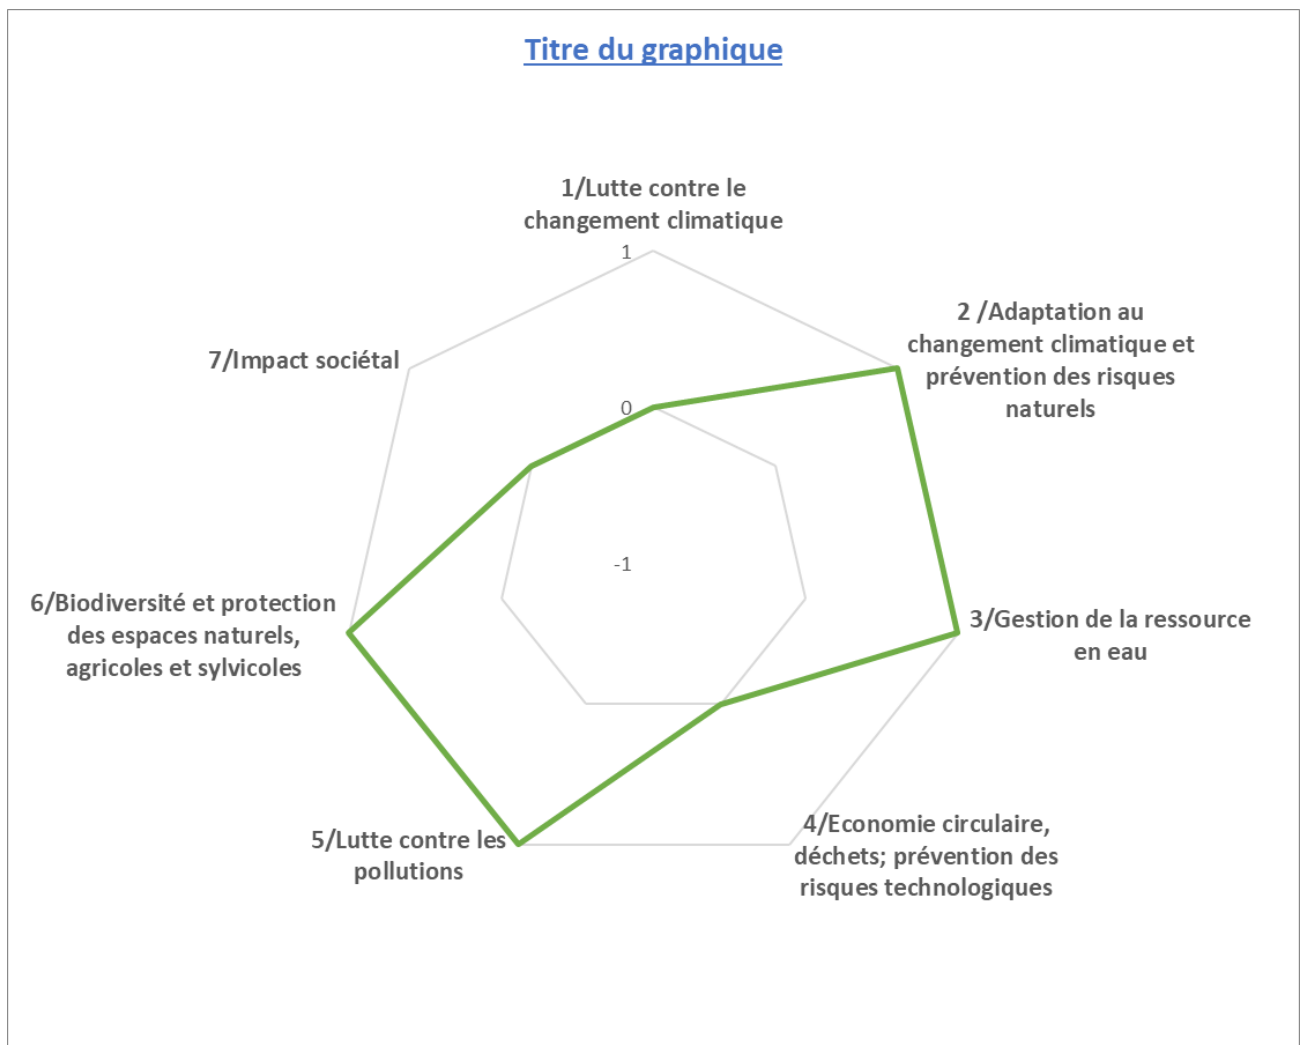 Titre du graphique
1/Lutte contre le
changement climatique
1
2 /Adaptation au
changement climatique et
prévention des risques
naturels
7/Impact sociétal
0
-1
6/Biodiversité et protection
des espaces naturels,
agricoles et sylvicoles
3/Gestion de la ressource
en eau
5/Lutte contre les
pollutions
4/Economie circulaire,
déchets; prévention des
risques technologiques